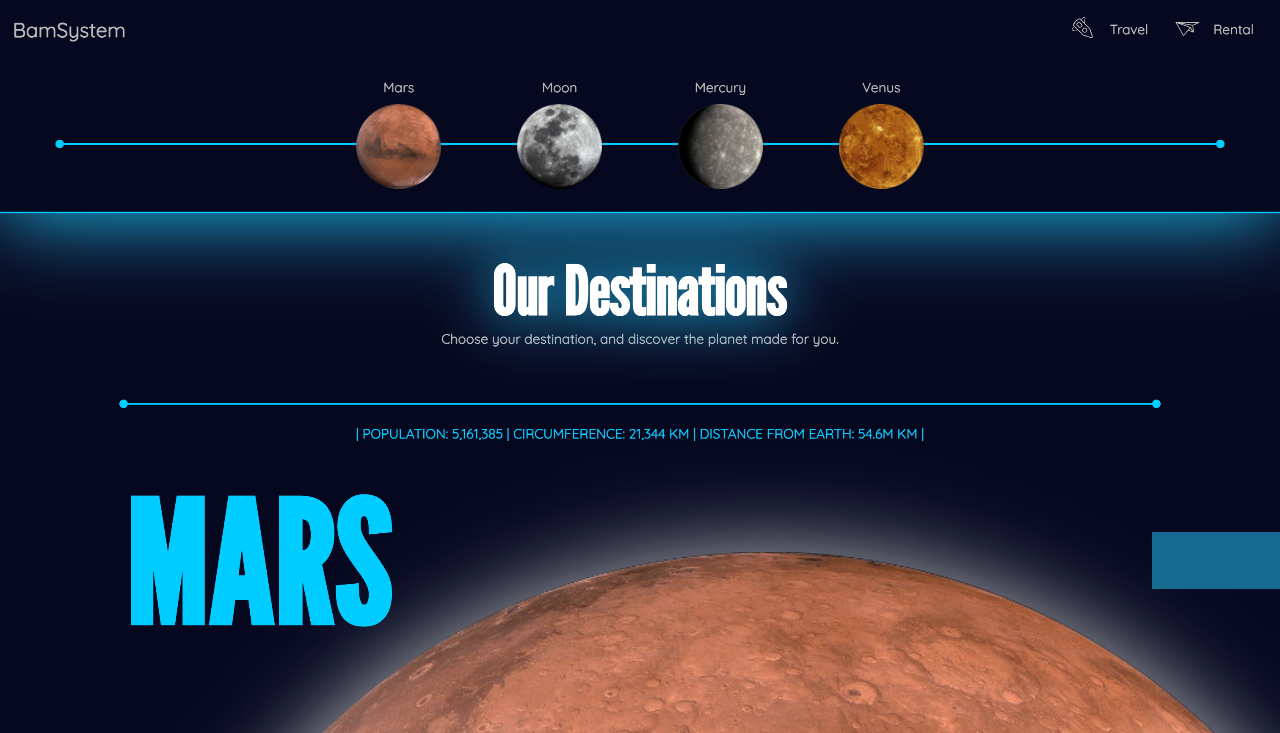 BamSystem
Travel
Rental
Mars
Moon
Mercury
Venus
Our Destinations
Choose your destination, and discover the planet made for you.
| POPULATION: 5,161,385 | CIRCUMFERENCE: 21,344 KM | DISTANCE FROM EARTH: 54.6M KM |
MARS